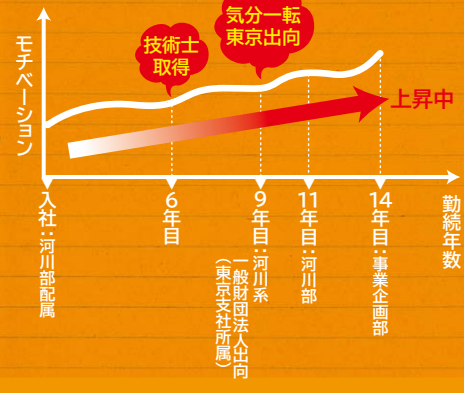 モチベーション
技術士
取得
気分一転
東京出向
上昇中
入社：河川部配属
6年目
9年目：河川系
一般財団法人出向
（東京支社所属）
11年目：河川部
14年目：事業企画部
勤続年数